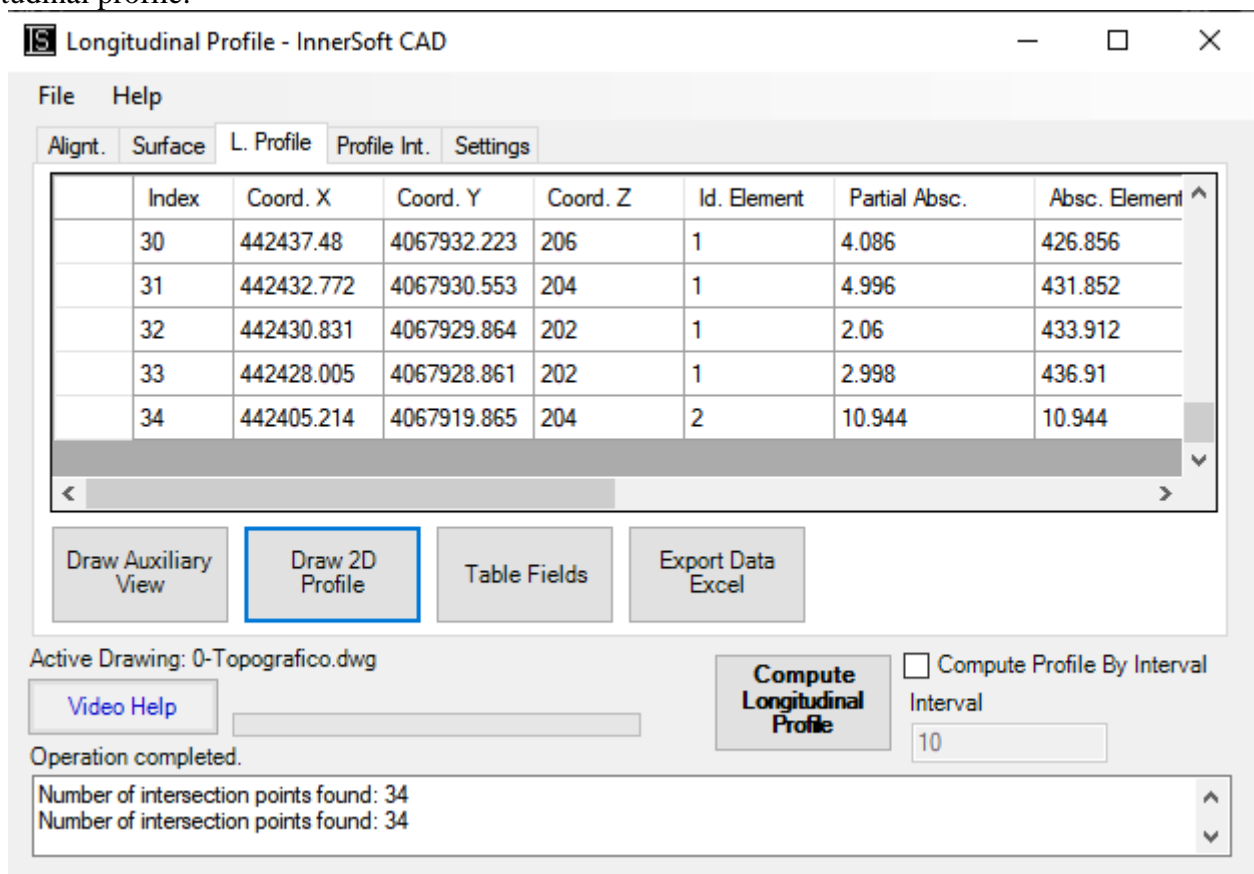 tudinal profile.
IS Longitudinal Profile - InnerSoft CAD
File Help
Alignt. Surface L. Profile Profile Int. Settings
Index Coord. X Coord. Y Coord. Z Id. Element Partial Absc. Absc. Element
30 442437.48 4067932.223 206 1 4.086 426.856
31 442432.772 4067930.553 204 1 4.996 431.852
32 442430.831 4067929.864 202 1 2.06 433.912
33 442428.005 4067928.861 202 1 2.998 436.91
34 442405.214 4067919.865 204 2 10.944 10.944
Draw Auxiliary View
Draw 2D Profile
Table Fields
Export Data Excel
Active Drawing: 0-Topografico.dwg
Video Help
Compute Longitudinal Profile
Compute Profile By Interval
Interval
10
Operation completed.
Number of intersection points found: 34
Number of intersection points found: 34